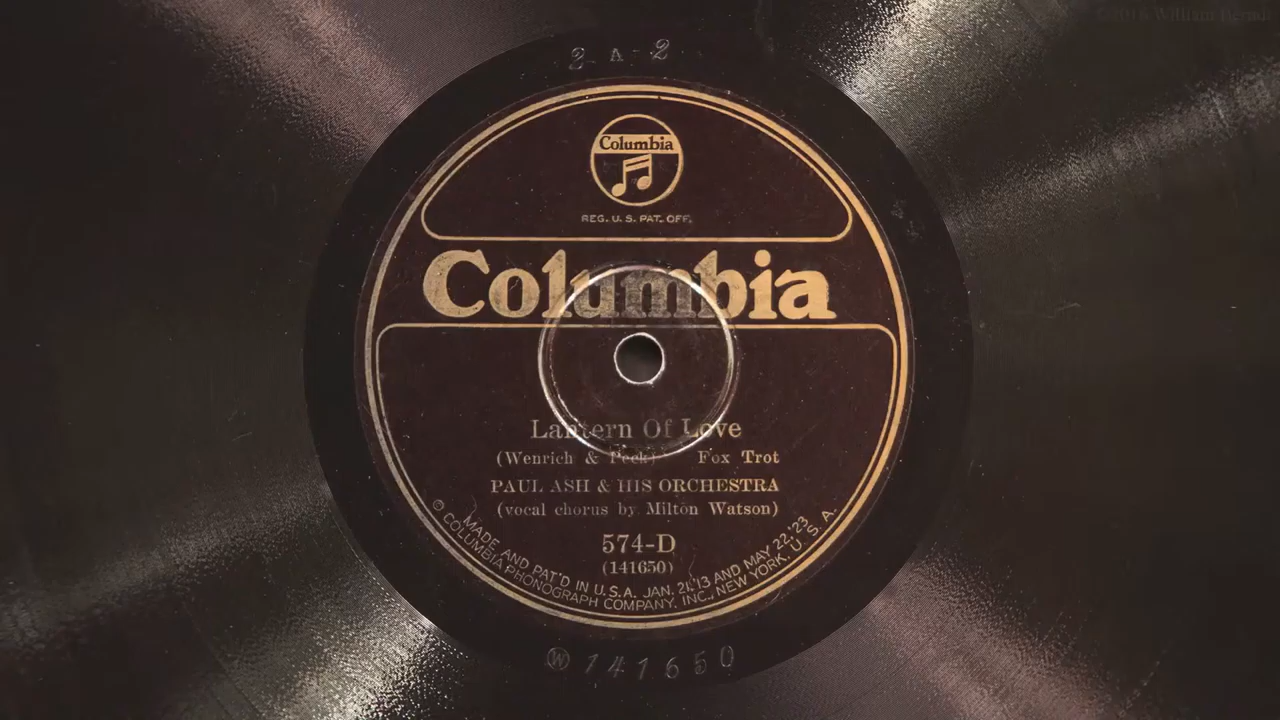 2 A 2
Columbia
REG. U. S. PAT. OFF.
Columbia
Lantern Of Love
(Wenrich & Peck) Fox Trot
PAUL ASH & HIS ORCHESTRA
(vocal chorus by Milton Watson)
574-D
(141650)
MADE AND PAT'D IN U.S.A. JAN. 21,'13 AND MAY 22,'23
© COLUMBIA PHONOGRAPH COMPANY, INC., NEW YORK, U. S. A.
W 141650